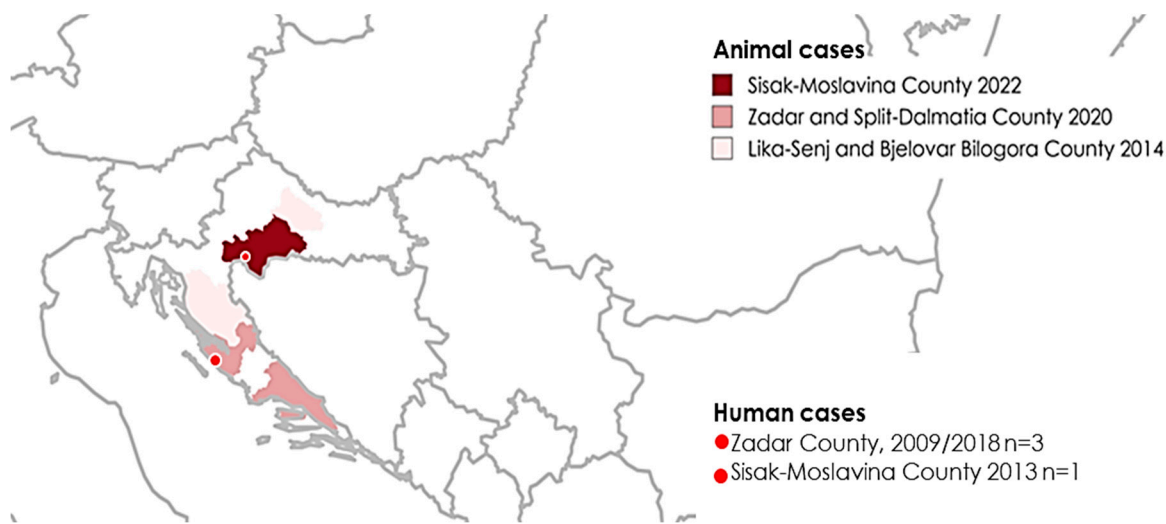 Animal cases
Sisak-Moslavina County 2022
Zadar and Split-Dalmatia County 2020
Lika-Senj and Bjelovar Bilogora County 2014
Human cases
Zadar County, 2009/2018 n=3
Sisak-Moslavina County 2013 n=1